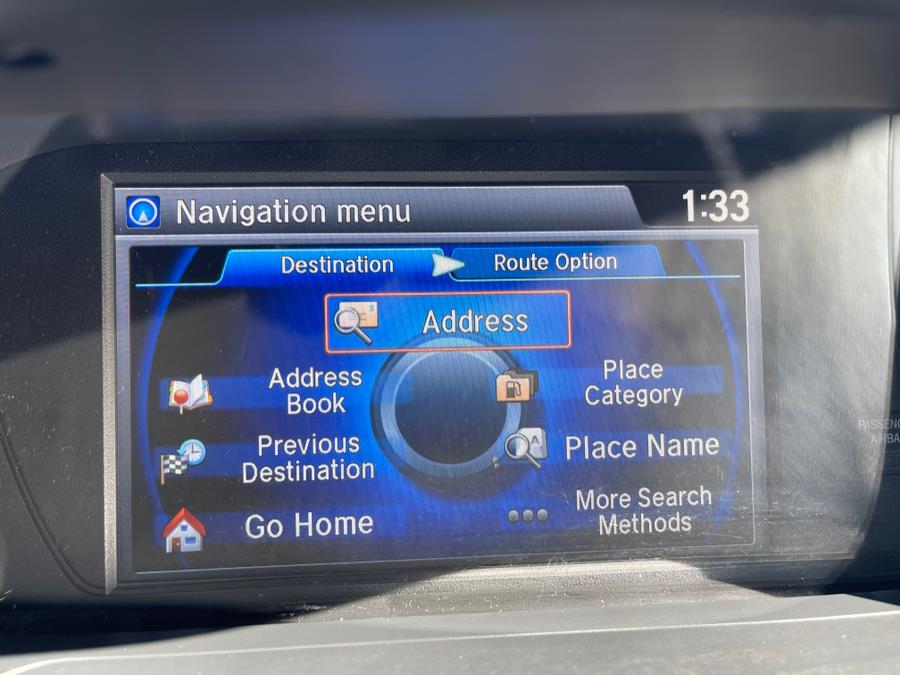 Navigation menu
1:33
Destination
Route Option
Address
Address
Book
Place
Category
Previous
Destination
Place Name
Go Home
More Search
Methods